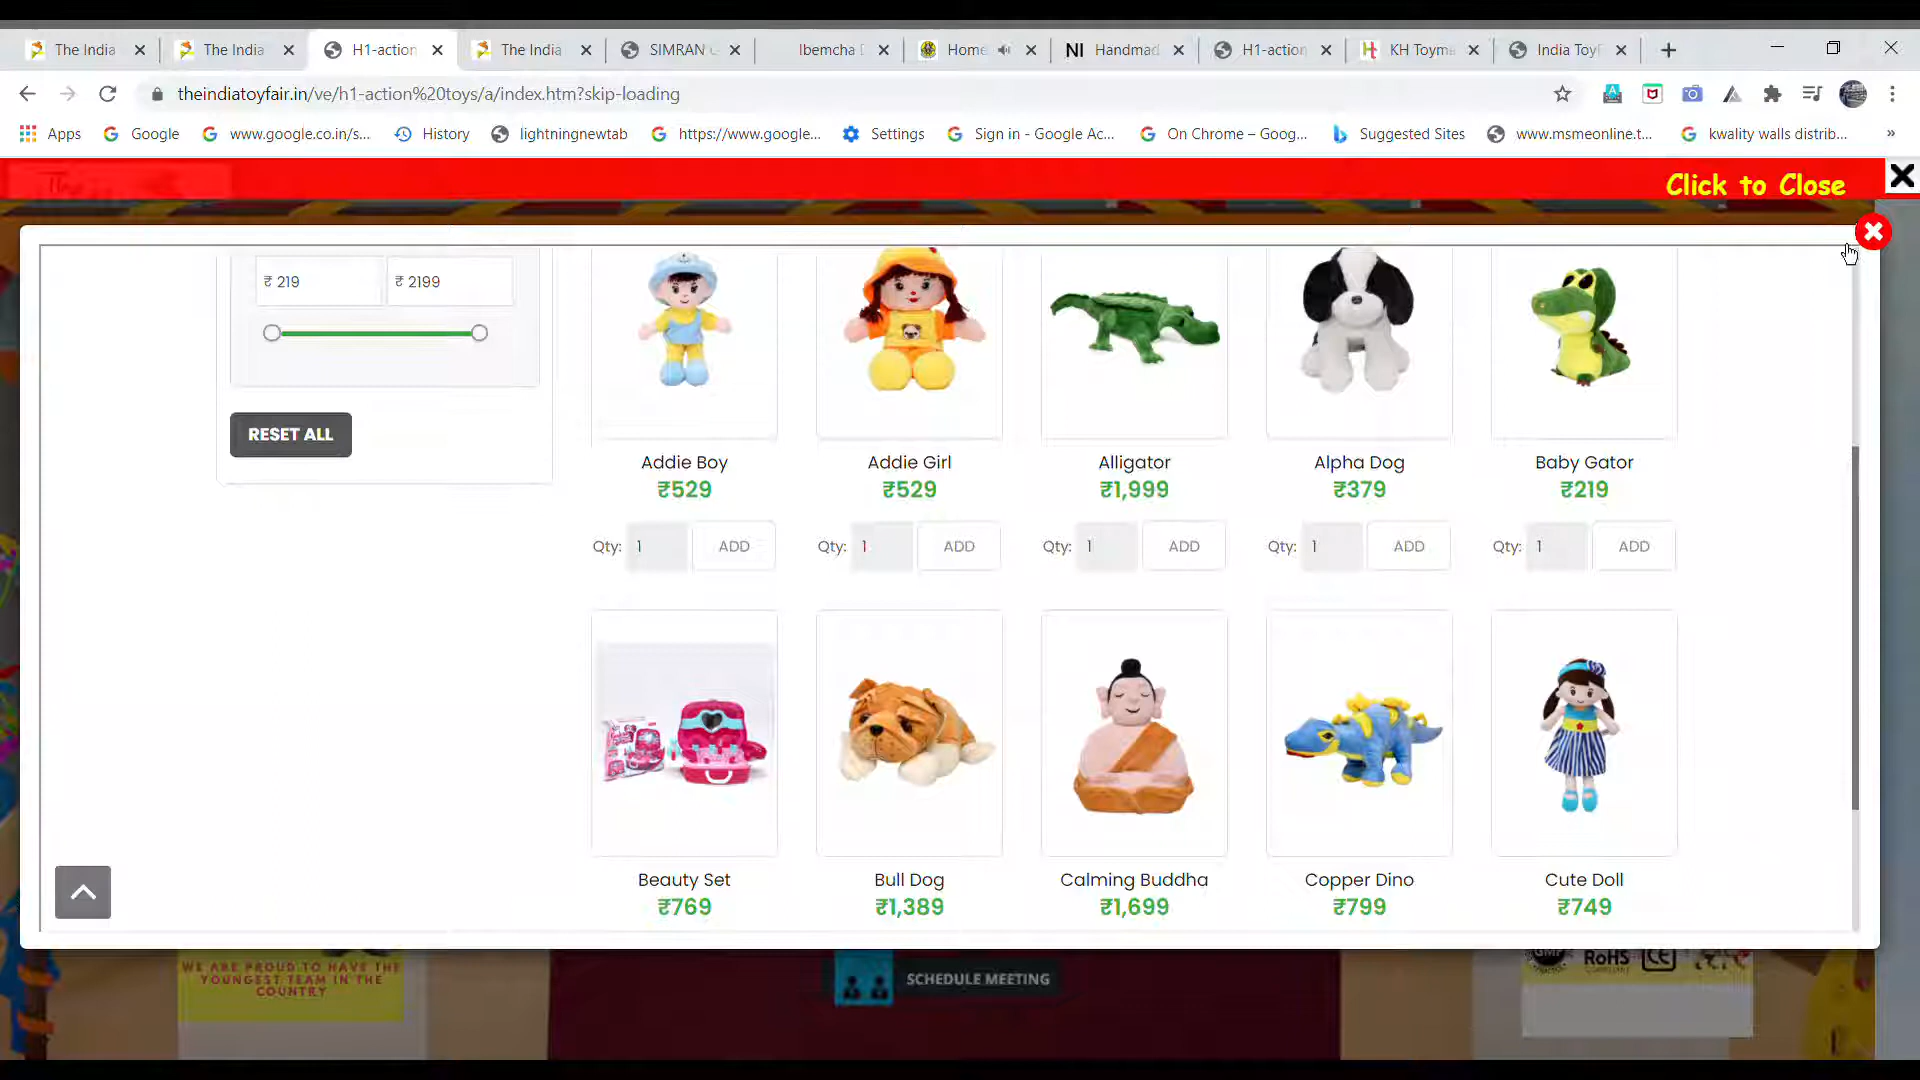 The India
The India
H1-action
The India
SIMRAN
Ibemcha
Home
NI Handmad
H1-action
KH Toyme
India Toy
theindiatoyfair.in/ve/h1-action%20toys/a/index.htm?skip-loading
Apps
Google
www.google.co.in/s...
History
lightningnewtab
https://www.google...
Settings
Sign in - Google Ac...
On Chrome – Goog...
Suggested Sites
www.msmeonline.t...
kwality walls distrib...
»
Click to Close
₹ 219
₹ 2199
RESET ALL
Addie Boy
₹529
Qty: 1 ADD
Addie Girl
₹529
Qty: 1 ADD
Alligator
₹1,999
Qty: 1 ADD
Alpha Dog
₹379
Qty: 1 ADD
Baby Gator
₹219
Qty: 1 ADD
Beauty Set
₹769
Bull Dog
₹1,389
Calming Buddha
₹1,699
Copper Dino
₹799
Cute Doll
₹749
WE ARE PROUD TO HAVE THE
YOUNGEST TEAM IN THE
COUNTRY
SCHEDULE MEETING
GMP
RoHS
CE